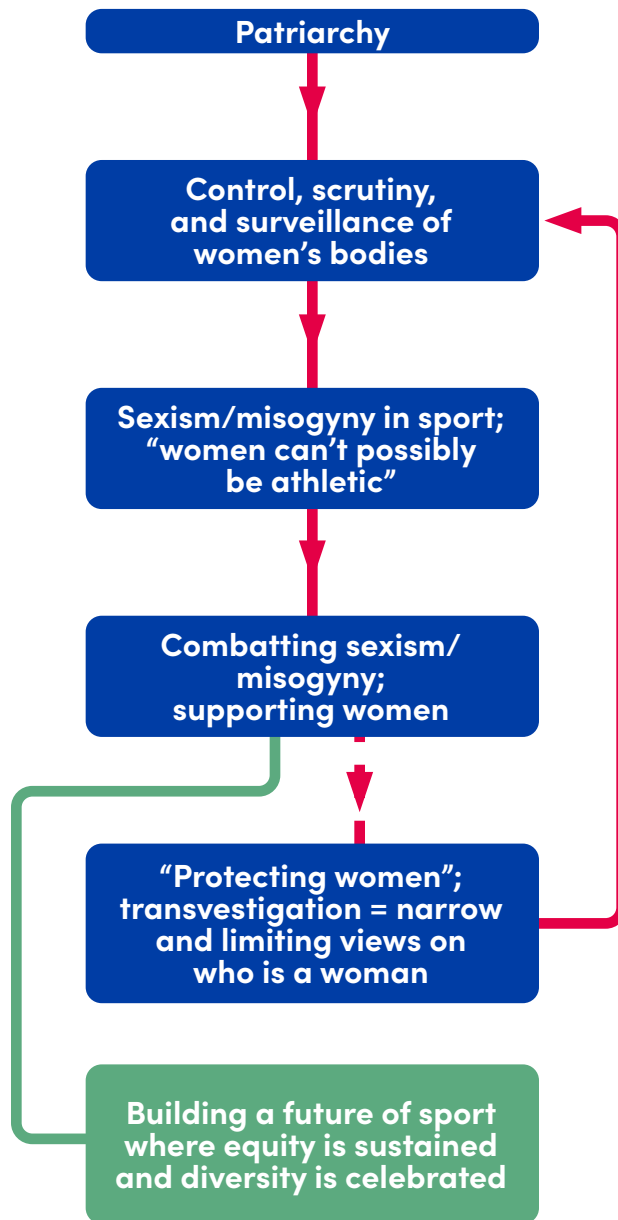 Patriarchy
Control, scrutiny,
and surveillance of
women’s bodies
Sexism/misogyny in sport;
“women can’t possibly
be athletic”
Combatting sexism/
misogyny;
supporting women
“Protecting women”;
transvestigation = narrow
and limiting views on
who is a woman
Building a future of sport
where equity is sustained
and diversity is celebrated